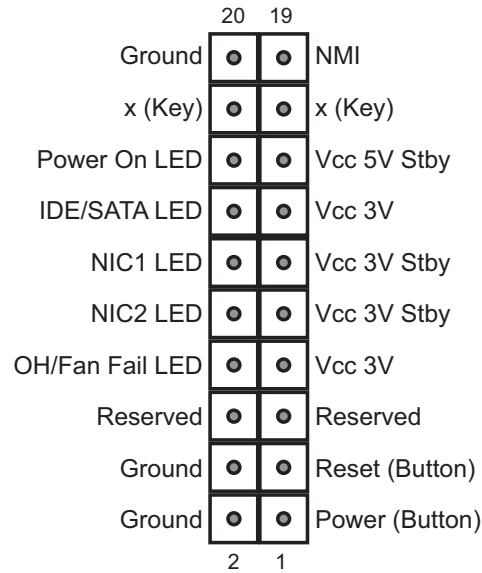 20 19
Ground NMI
x (Key) x (Key)
Power On LED Vcc 5V Stby
IDE/SATA LED Vcc 3V
NIC1 LED Vcc 3V Stby
NIC2 LED Vcc 3V Stby
OH/Fan Fail LED Vcc 3V
Reserved Reserved
Ground Reset (Button)
Ground Power (Button)
2 1